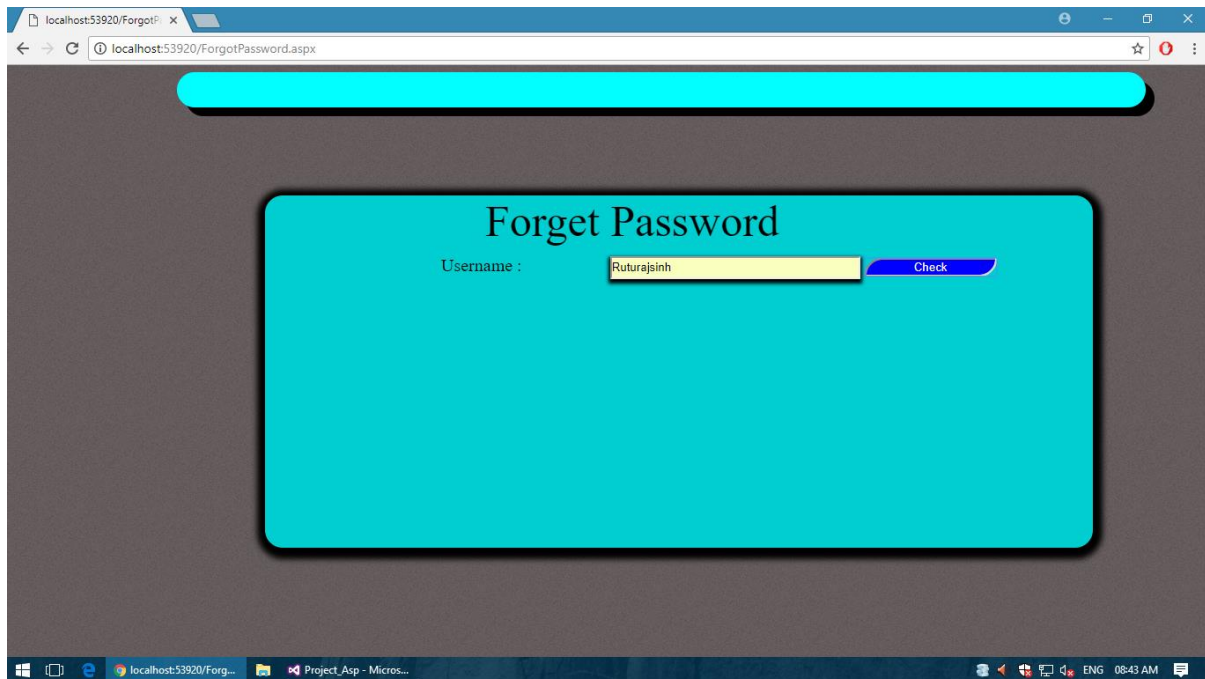 localhost:53920/ForgotP
localhost:53920/ForgotPassword.aspx
Forget Password
Username :
Ruturajsinh
Check
localhost:53920/Forg...
Project_Asp - Micros...
ENG
08:43 AM